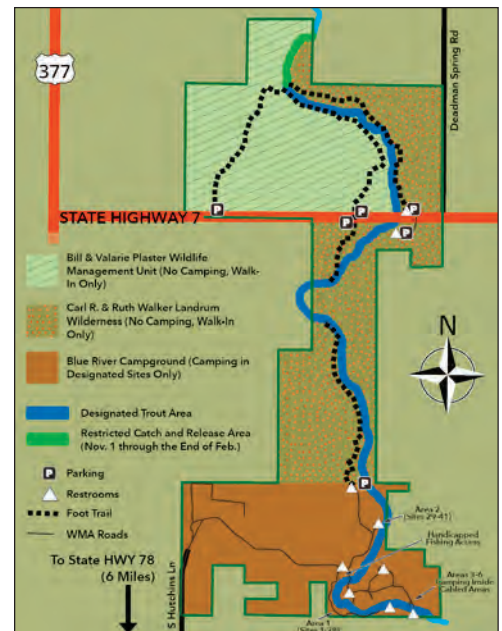 377
Deadman Spring Rd
STATE HIGHWAY 7
P
P
P
P
P
Bill & Valarie Plaster Wildlife
Management Unit (No Camping, Walk-
In Only)
Carl R. & Ruth Walker Landrum
Wilderness (No Camping, Walk-In
Only)
Blue River Campground (Camping in
Designated Sites Only)
N
Designated Trout Area
Restricted Catch and Release Area
(Nov. 1 through the End of Feb.)
P Parking
Restrooms
Foot Trail
WMA Roads
P
Area 2
(Sites 29-41)
Handicapped
Fishing Access
Areas 3-6
Camping Inside
Cabled Areas
To State HWY 78
(6 Miles)
S Hutchins Ln
Area 1